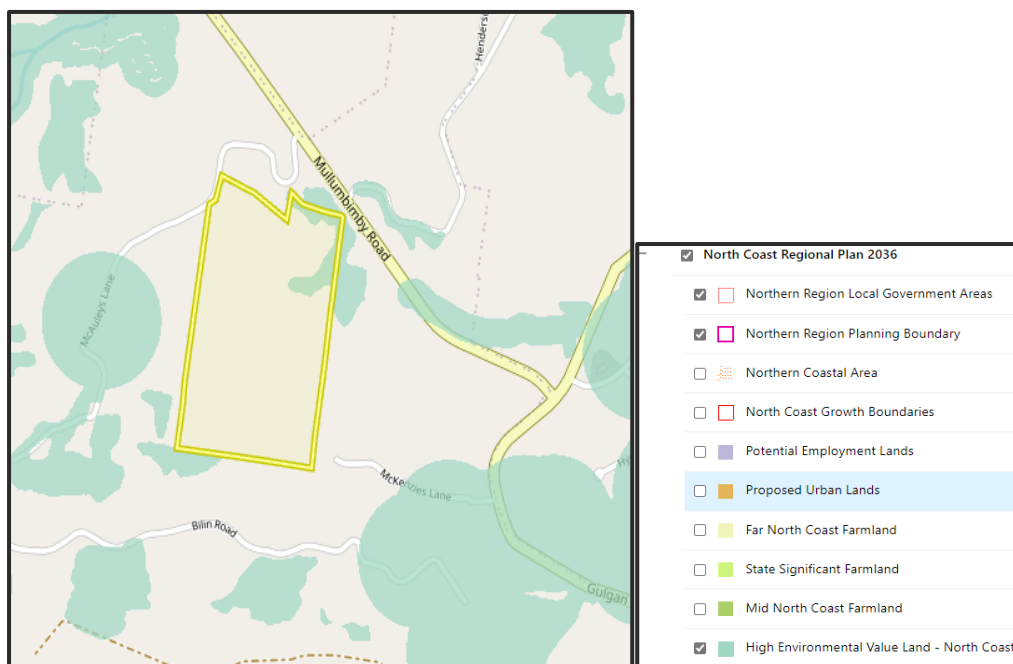 Henderso
Mullumbimby Road
McAuleys Lane
McKenzies Lane
Bilin Road
Gulgan
Hy
North Coast Regional Plan 2036
Northern Region Local Government Areas
Northern Region Planning Boundary
Northern Coastal Area
North Coast Growth Boundaries
Potential Employment Lands
Proposed Urban Lands
Far North Coast Farmland
State Significant Farmland
Mid North Coast Farmland
High Environmental Value Land - North Coast